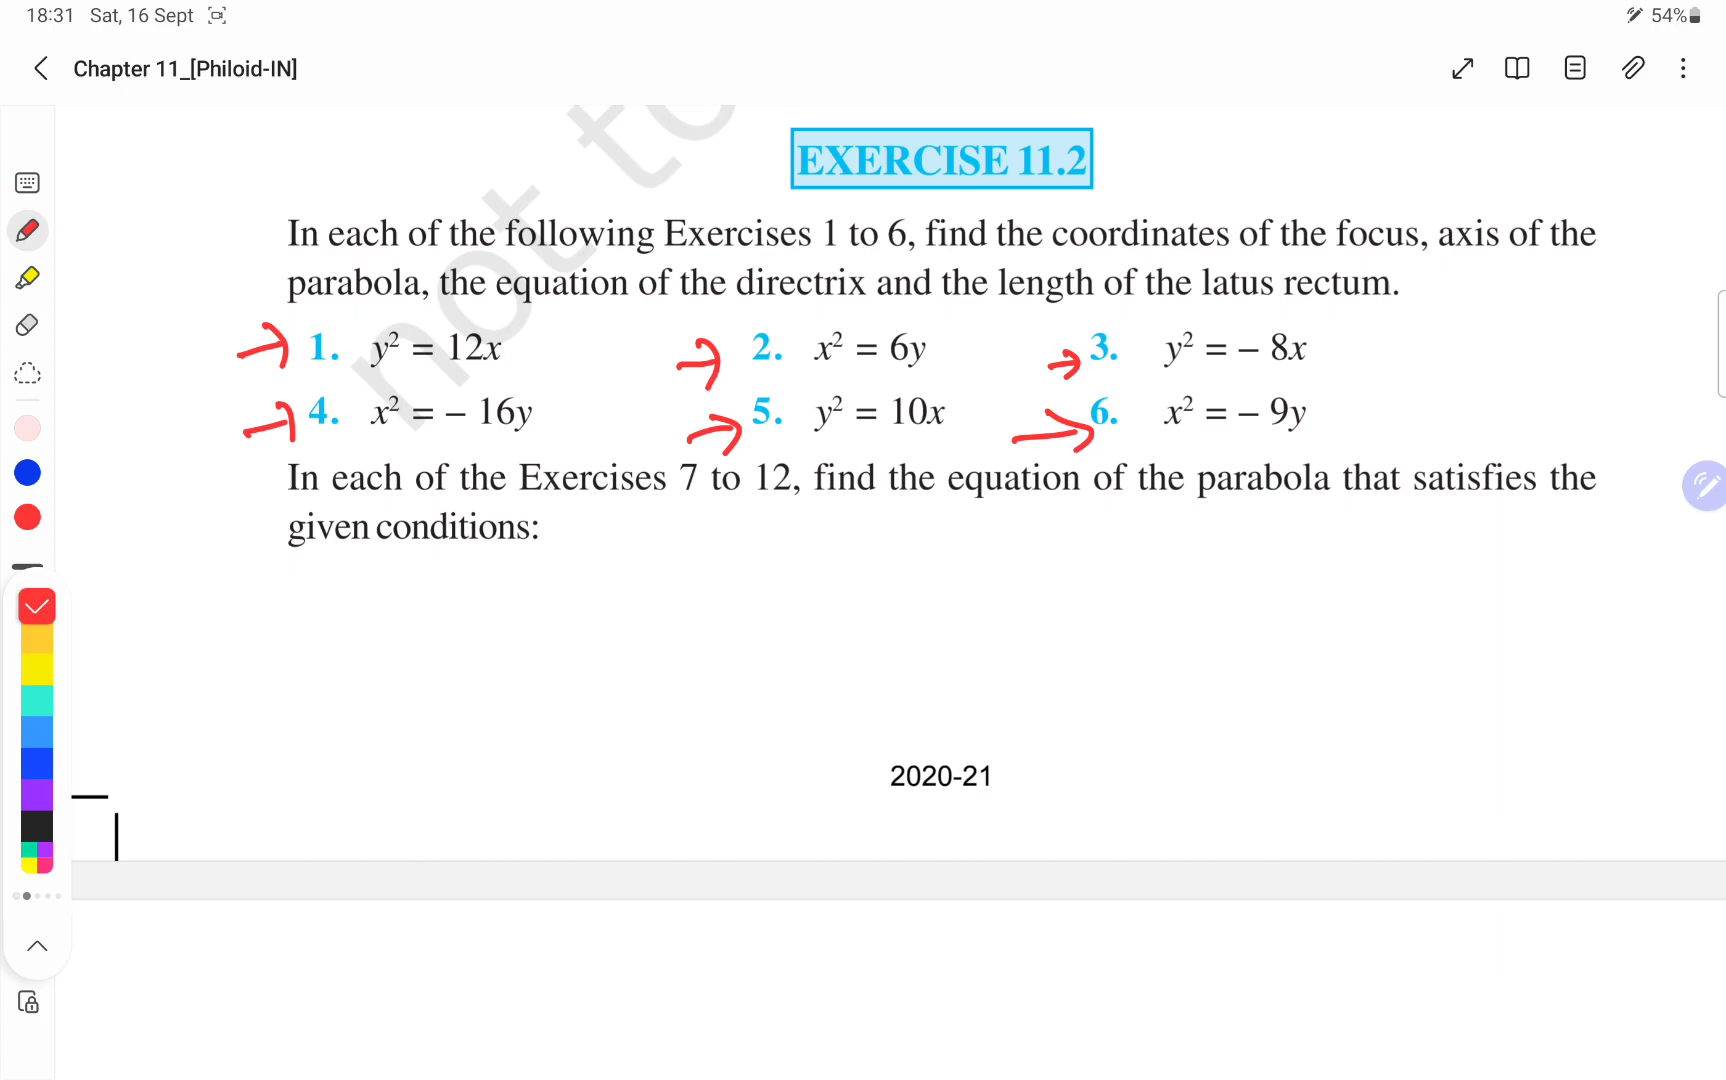 18:31 Sat, 16 Sept
54%
Chapter 11_[Philoid-IN]
not to
EXERCISE 11.2
In each of the following Exercises 1 to 6, find the coordinates of the focus, axis of the
parabola, the equation of the directrix and the length of the latus rectum.
1. y² = 12x 2. x² = 6y 3. y² = – 8x
4. x² = – 16y 5. y² = 10x 6. x² = – 9y
In each of the Exercises 7 to 12, find the equation of the parabola that satisfies the
given conditions:
2020-21